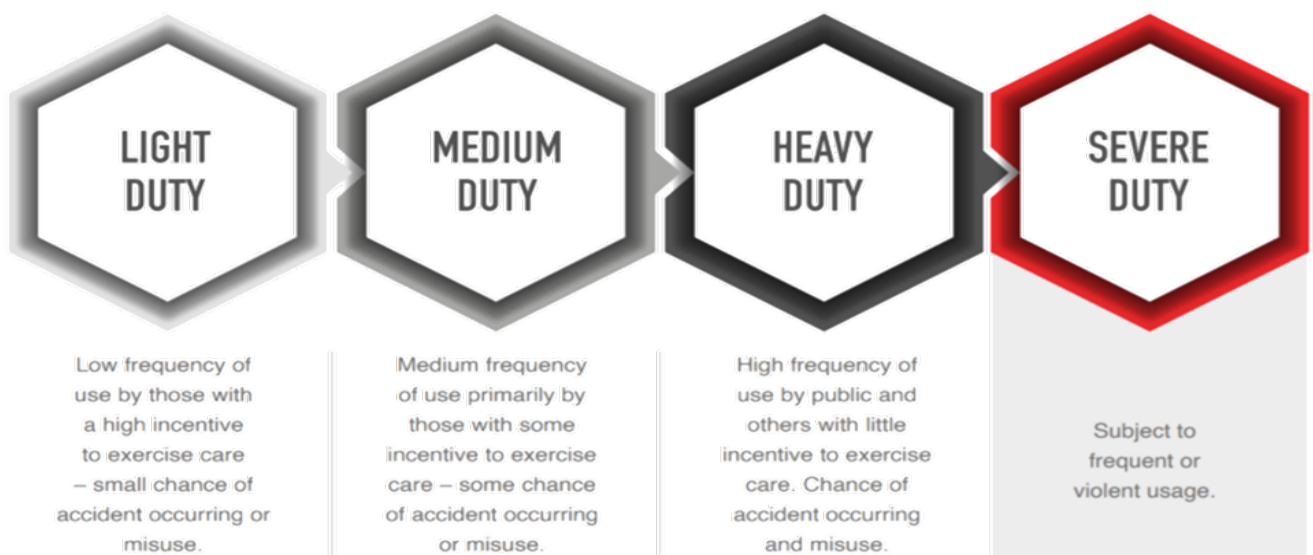 LIGHT
DUTY
MEDIUM
DUTY
HEAVY
DUTY
SEVERE
DUTY
Low frequency of
use by those with
a high incentive
to exercise care
– small chance of
accident occurring or
misuse.
Medium frequency
of use primarily by
those with some
incentive to exercise
care – some chance
of accident occurring
or misuse.
High frequency of
use by public and
others with little
incentive to exercise
care. Chance of
accident occurring
and misuse.
Subject to
frequent or
violent usage.